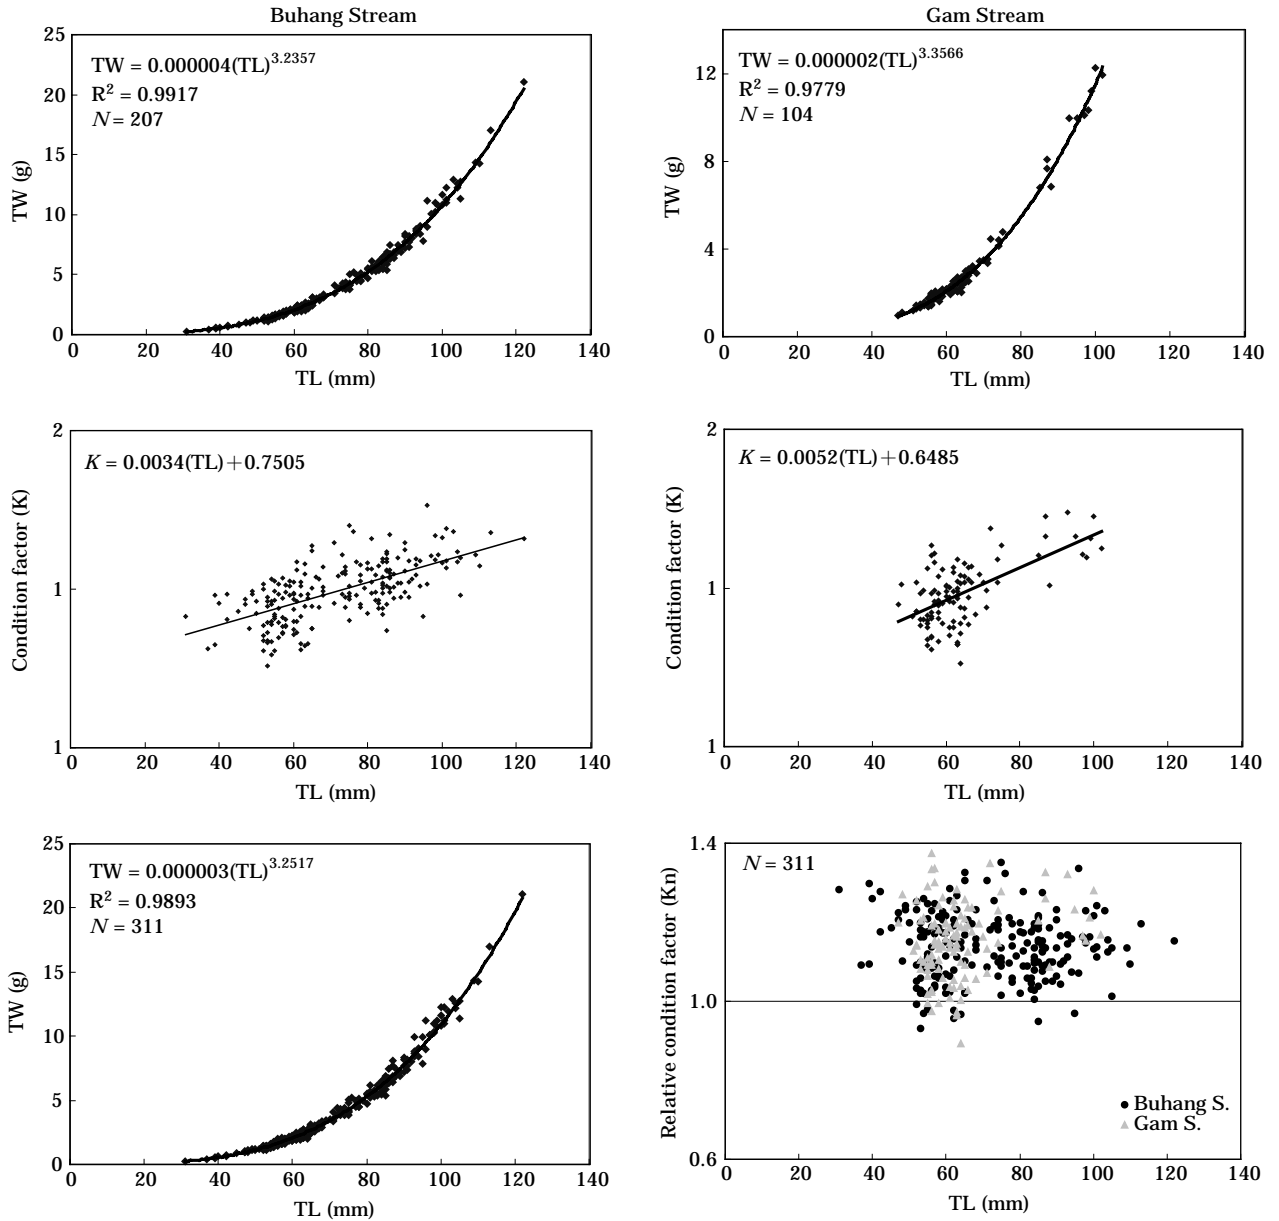 Buhang Stream
TW = 0.000004(TL)^3.2357
R² = 0.9917
N = 207
TW (g)
25
20
15
10
5
0
0 20 40 60 80 100 120 140
TL (mm)
Gam Stream
TW = 0.000002(TL)^3.3566
R² = 0.9779
N = 104
TW (g)
12
8
4
0
0 20 40 60 80 100 120 140
TL (mm)
K = 0.0034(TL)+0.7505
Condition factor (K)
2
1
1
0 20 40 60 80 100 120 140
TL (mm)
K = 0.0052(TL)+0.6485
Condition factor (K)
2
1
1
0 20 40 60 80 100 120 140
TL (mm)
TW = 0.000003(TL)^3.2517
R² = 0.9893
N = 311
TW (g)
25
20
15
10
5
0
0 20 40 60 80 100 120 140
TL (mm)
N = 311
Relative condition factor (Kn)
1.4
1.0
0.6
Buhang S.
Gam S.
0 20 40 60 80 100 120 140
TL (mm)